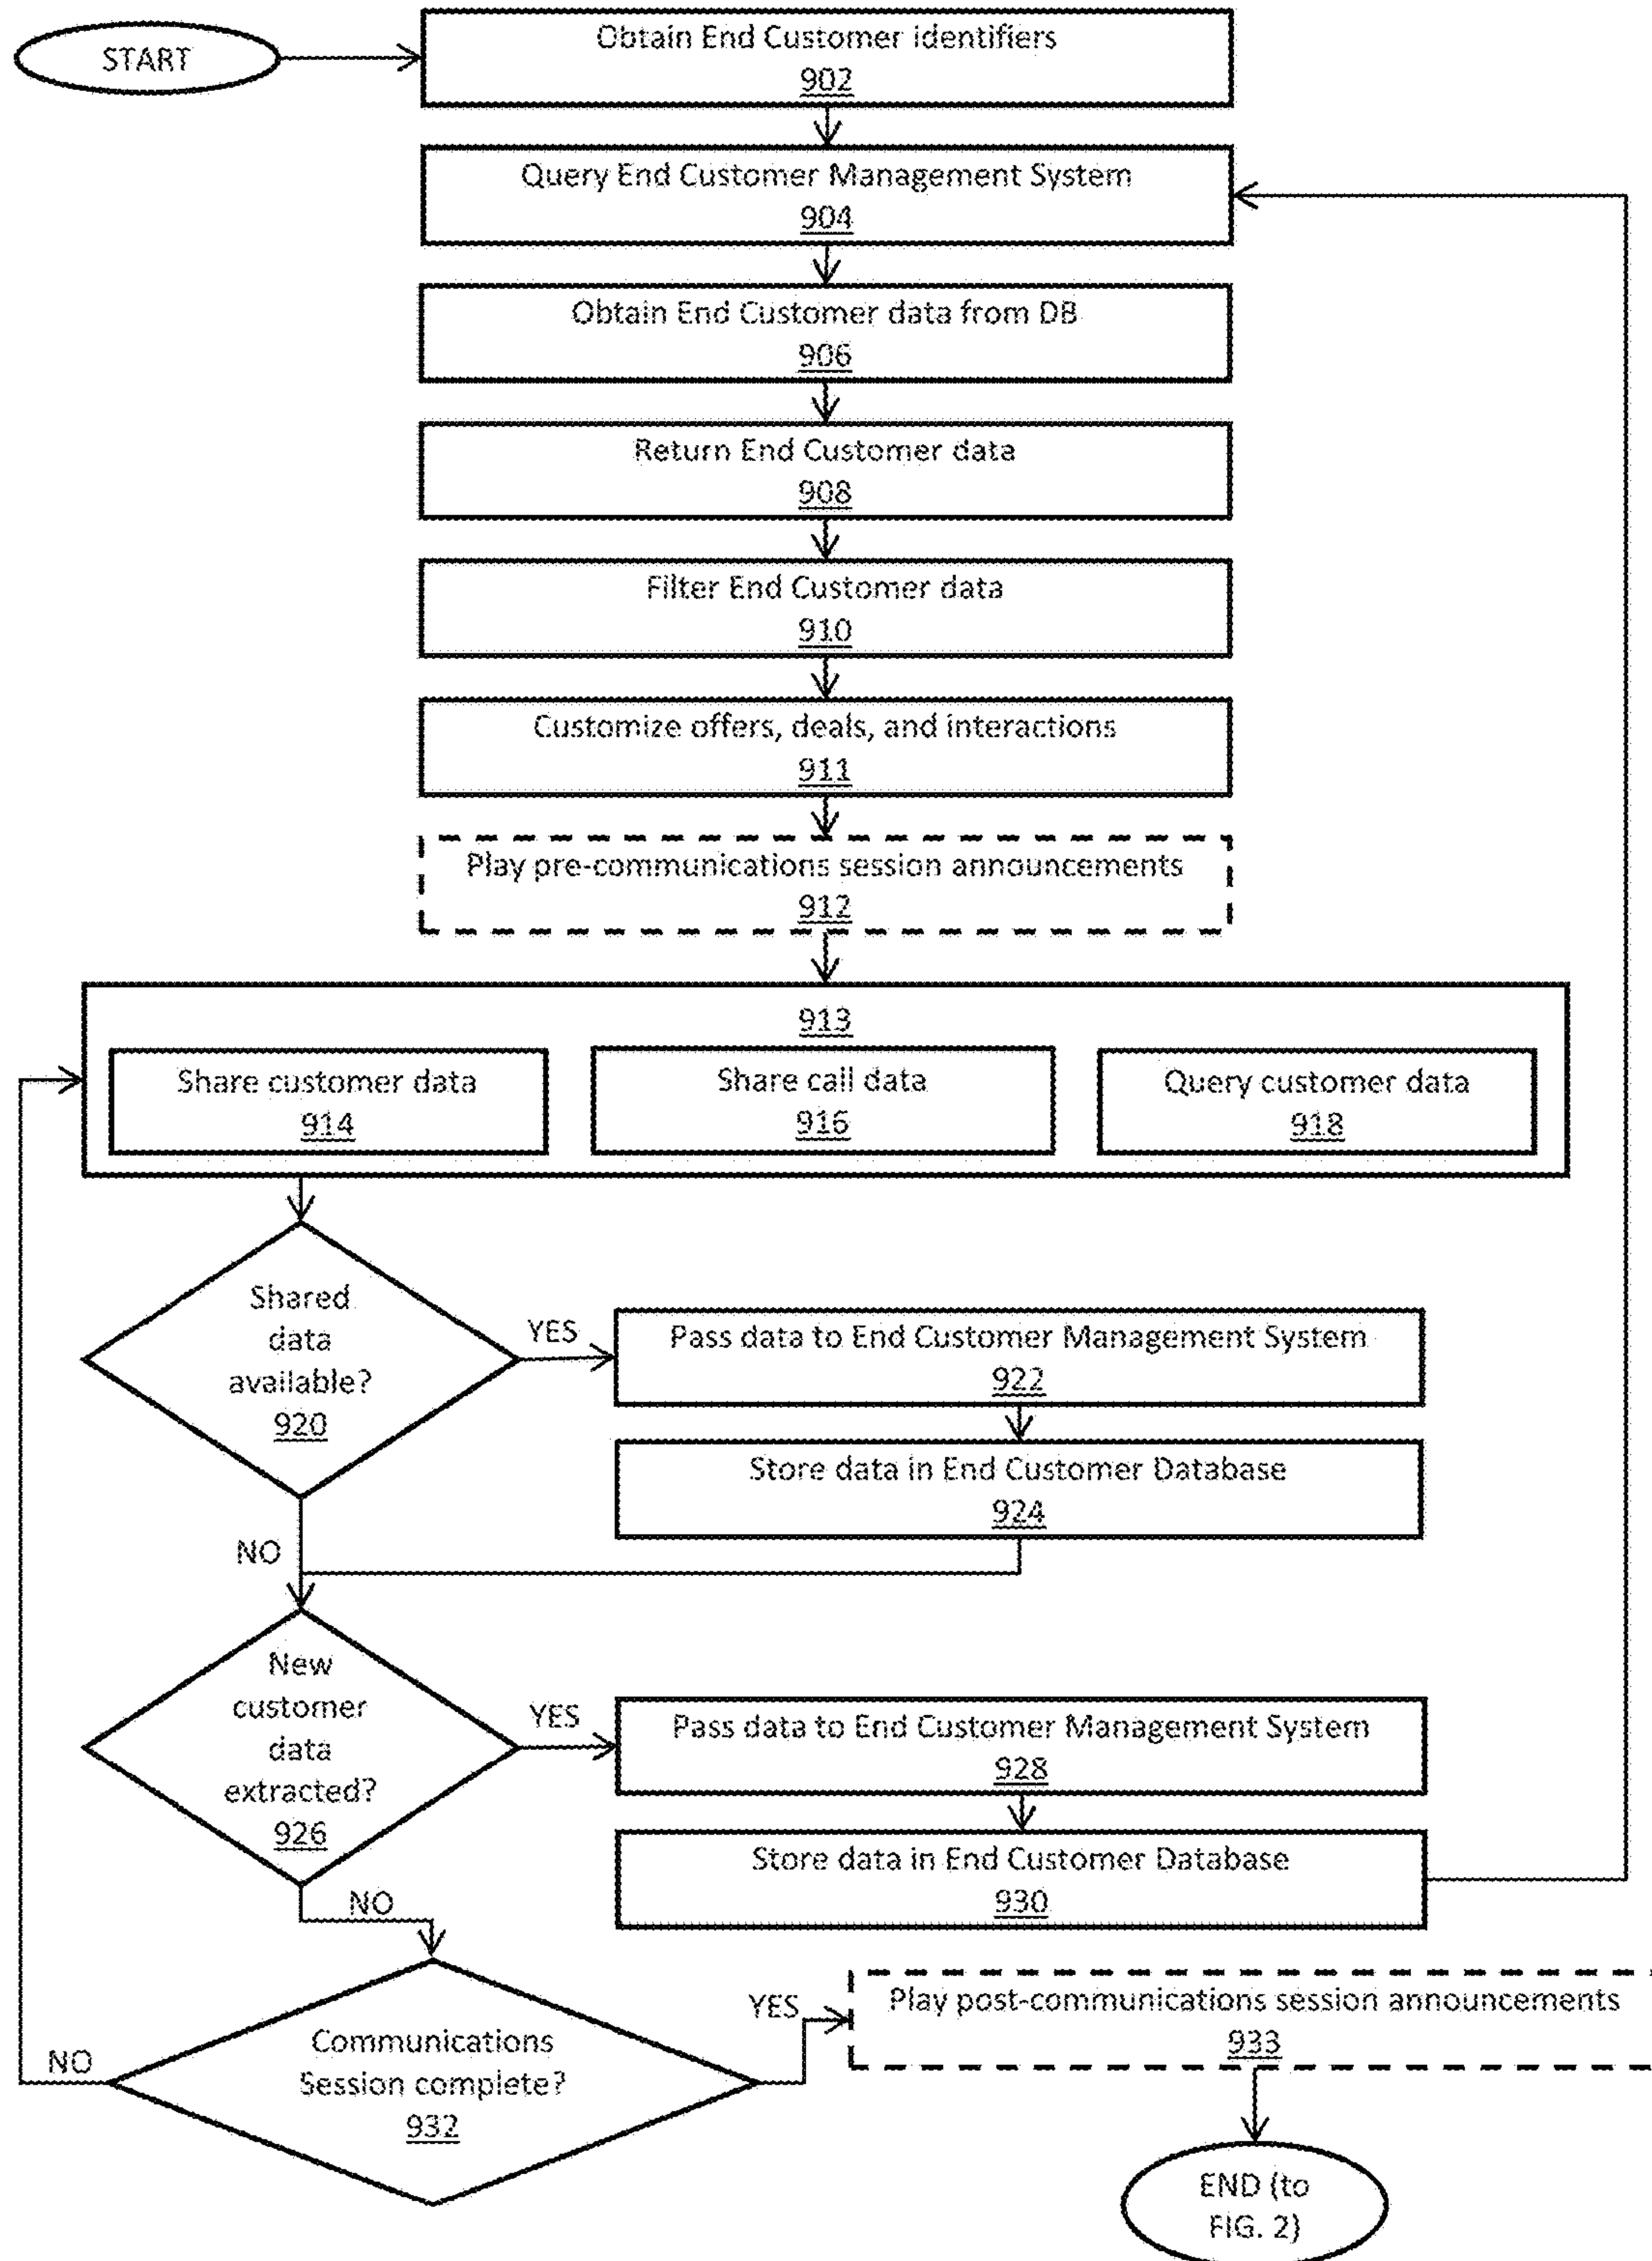 START
Obtain End Customer identifiers
902
Query End Customer Management System
904
Obtain End Customer data from DB
906
Return End Customer data
908
Filter End Customer data
910
Customize offers, deals, and interactions
911
Play pre-communications session announcements
912
913
Share customer data
914
Share call data
916
Query customer data
918
Shared
data
available?
920
YES
Pass data to End Customer Management System
922
Store data in End Customer Database
924
NO
New
customer
data
extracted?
926
YES
Pass data to End Customer Management System
928
Store data in End Customer Database
930
NO
Communications
Session complete?
932
NO
YES
Play post-communications session announcements
933
END (to
FIG. 2)